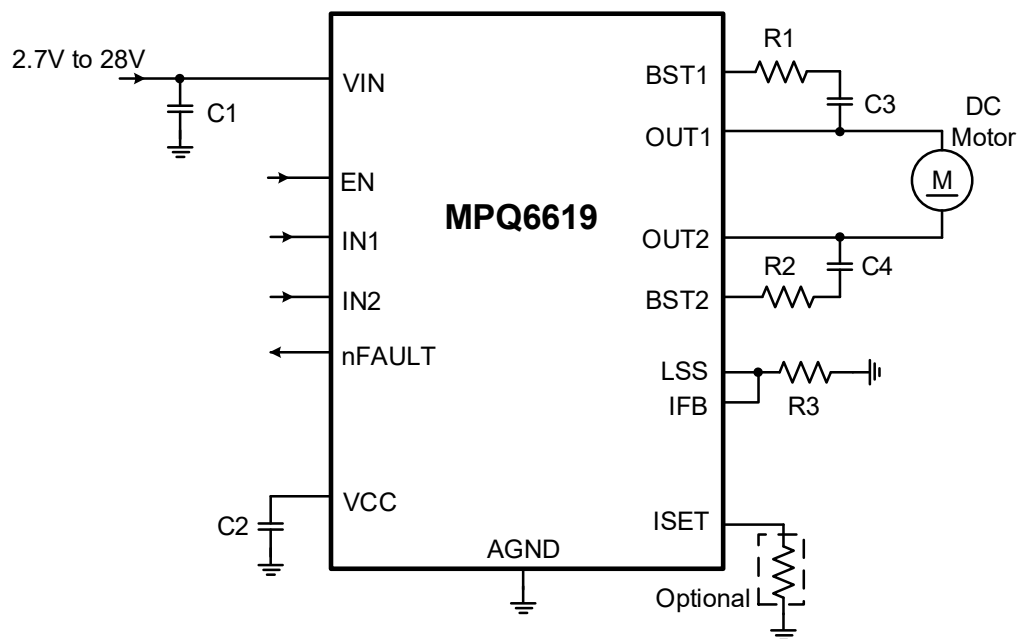 2.7V to 28V
C1
VIN
EN
IN1
IN2
nFAULT
C2
VCC
MPQ6619
AGND
BST1
R1
C3
OUT1
DC
Motor
M
OUT2
R2
C4
BST2
LSS
IFB
R3
ISET
Optional